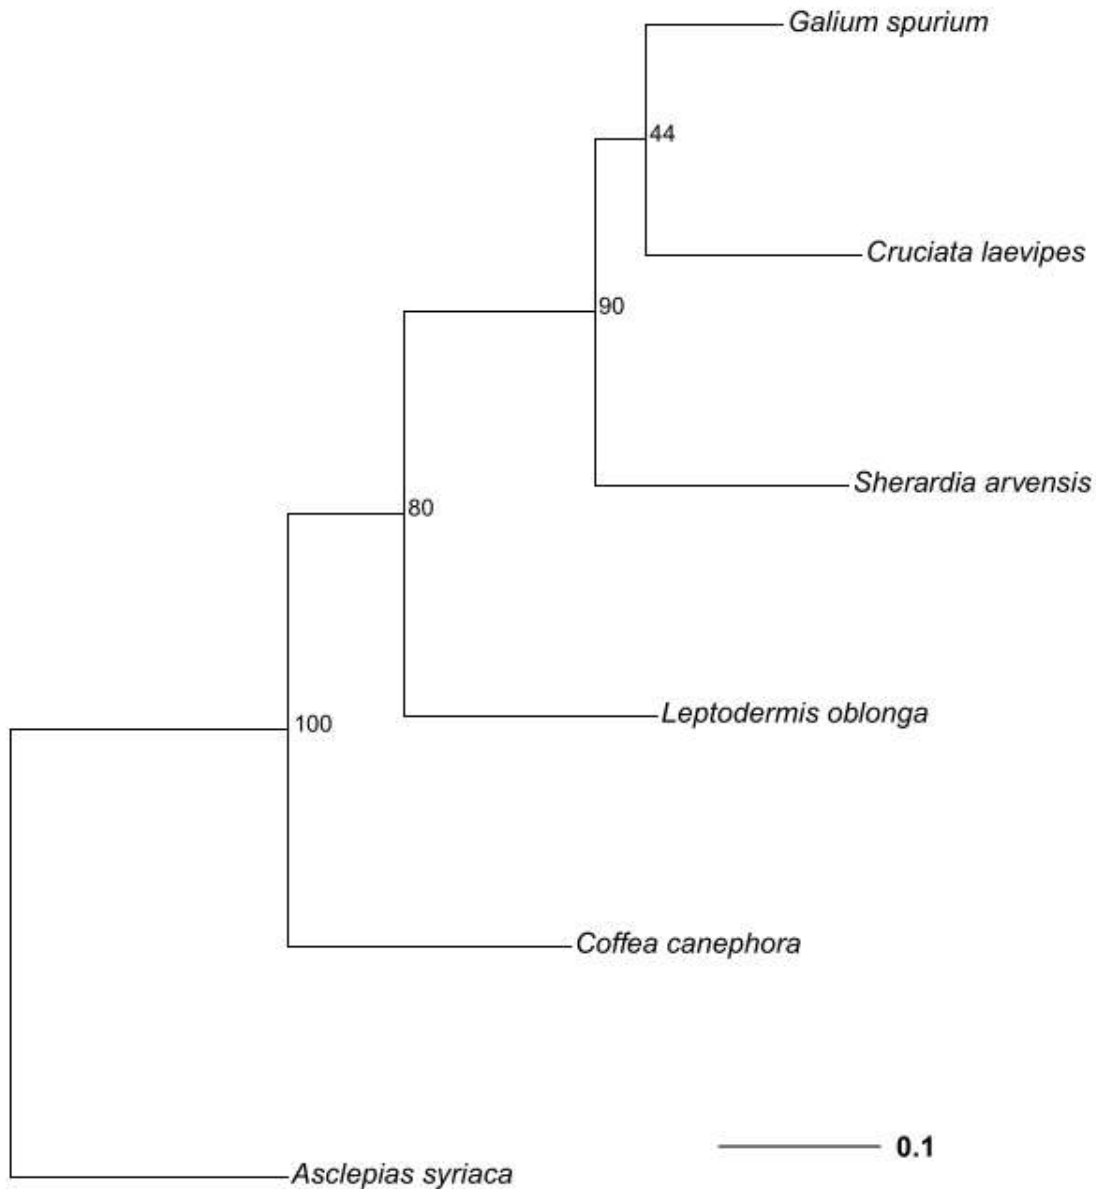 Galium spurium
44
Cruciata laevipes
90
Sherardia arvensis
80
Leptodermis oblonga
100
Coffea canephora
0.1
Asclepias syriaca